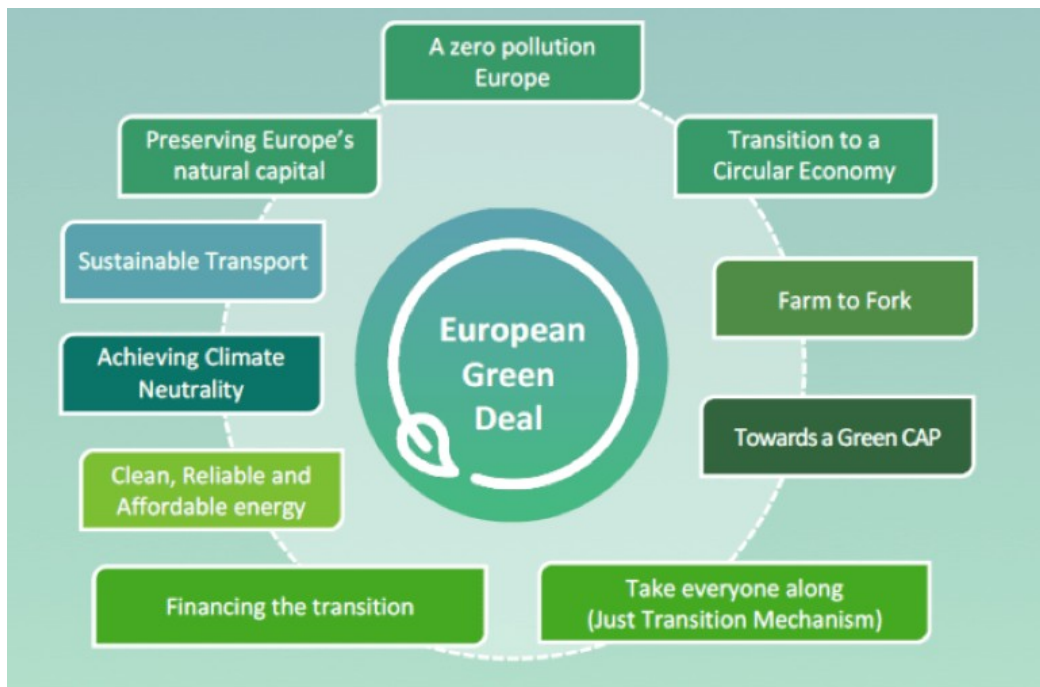 A zero pollution
Europe
Preserving Europe's
natural capital
Transition to a
Circular Economy
Sustainable Transport
Farm to Fork
European
Green
Deal
Achieving Climate
Neutrality
Towards a Green CAP
Clean, Reliable and
Affordable energy
Financing the transition
Take everyone along
(Just Transition Mechanism)